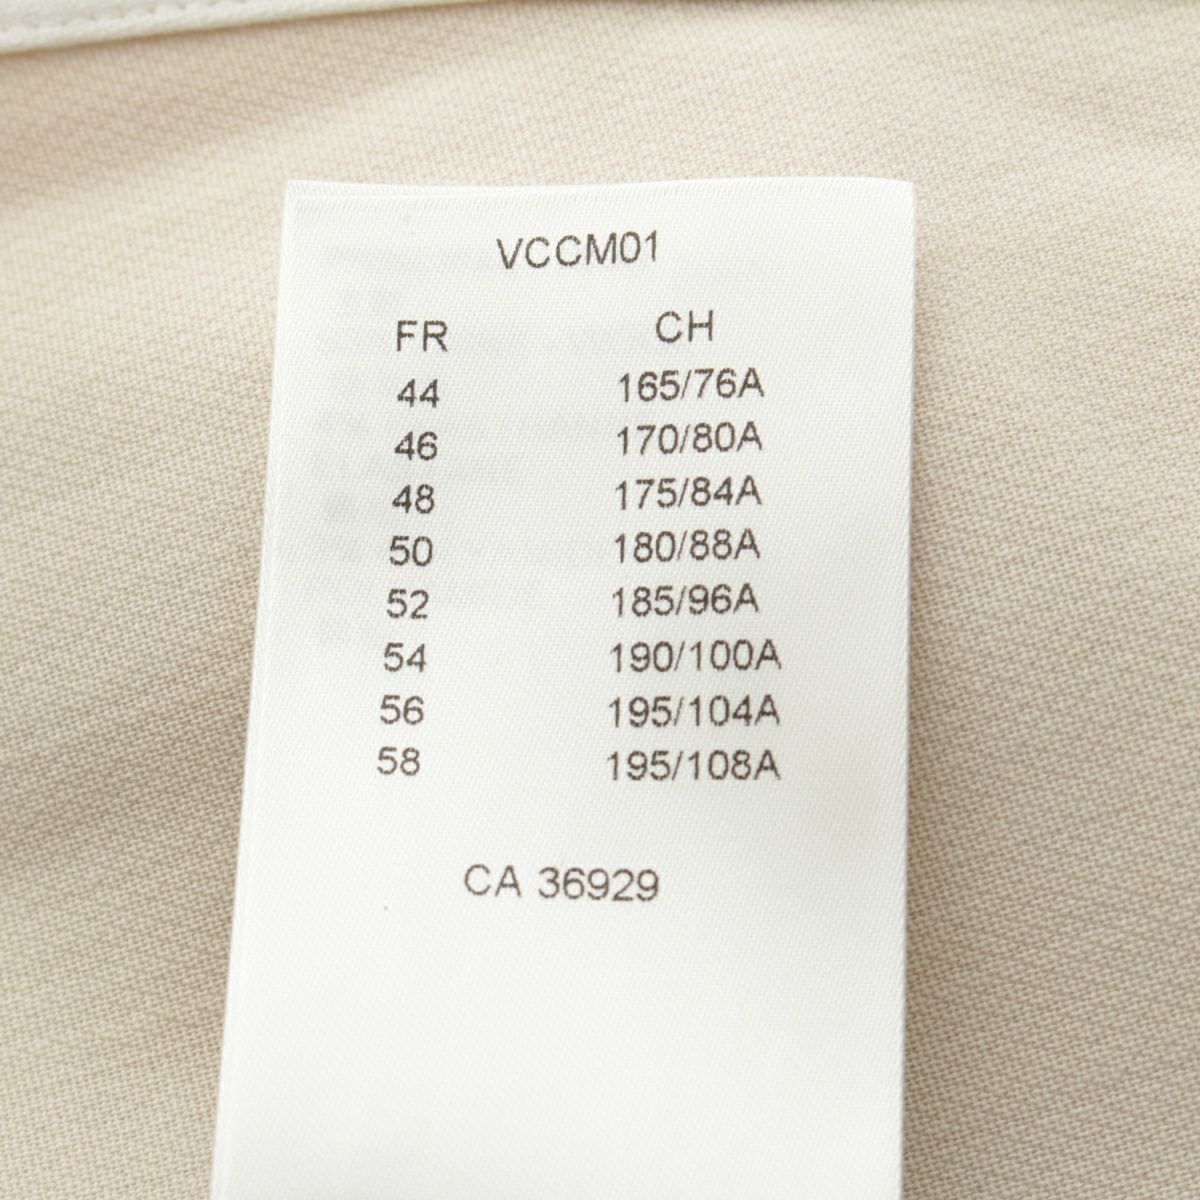 VCCM01
FR CH
44 165/76A
46 170/80A
48 175/84A
50 180/88A
52 185/96A
54 190/100A
56 195/104A
58 195/108A
CA 36929